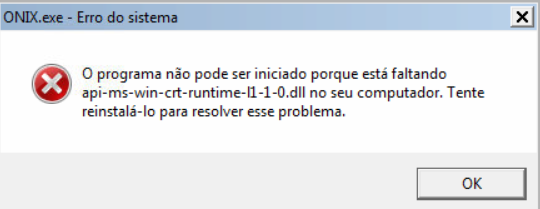 ONIX.exe - Erro do sistema
O programa não pode ser iniciado porque está faltando
api-ms-win-crt-runtime-l1-1-0.dll no seu computador. Tente
reinstalá-lo para resolver esse problema.
OK